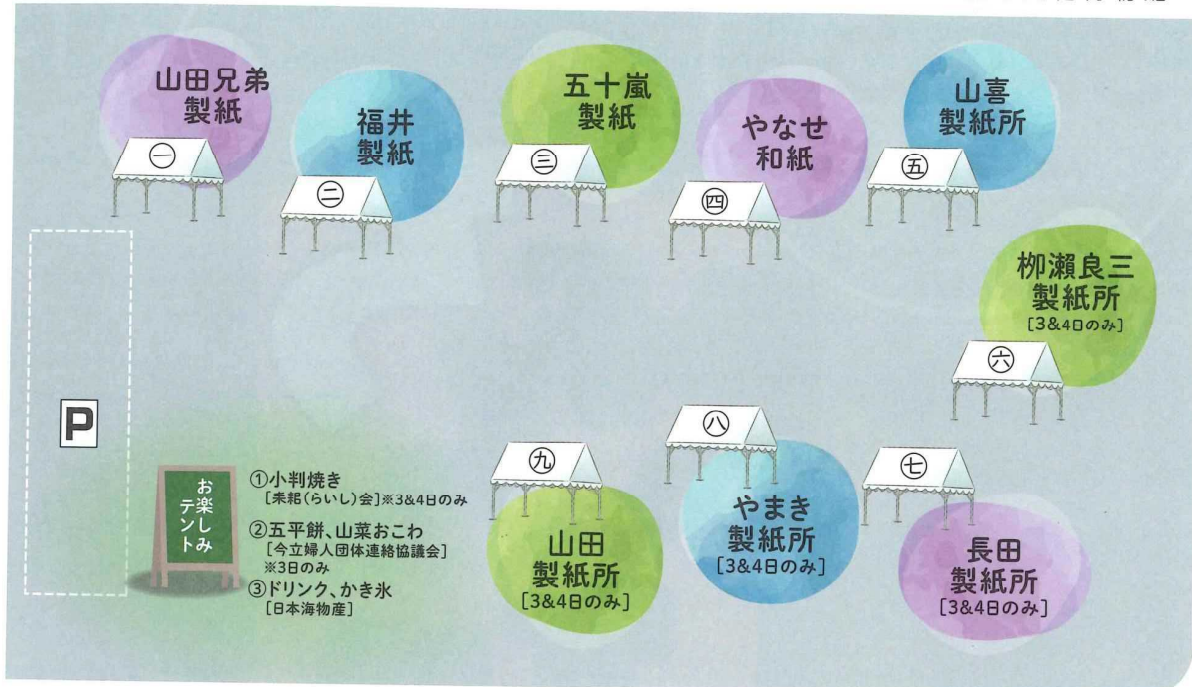 山田兄弟
製紙
㊀
福井
製紙
㊁
五十嵐
製紙
㊂
やなせ
和紙
㊃
山喜
製紙所
㊄
柳瀬良三
製紙所
[3&4日のみ]
㊅
㊆
長田
製紙所
[3&4日のみ]
㊇
やまき
製紙所
[3&4日のみ]
㊈
山田
製紙所
[3&4日のみ]
P
お楽しみ
テント
①小判焼き
[耒耜(らいし)会]※3&4日のみ
②五平餅、山菜おこわ
[今立婦人団体連絡協議会]
※3日のみ
③ドリンク、かき氷
[日本海物産]